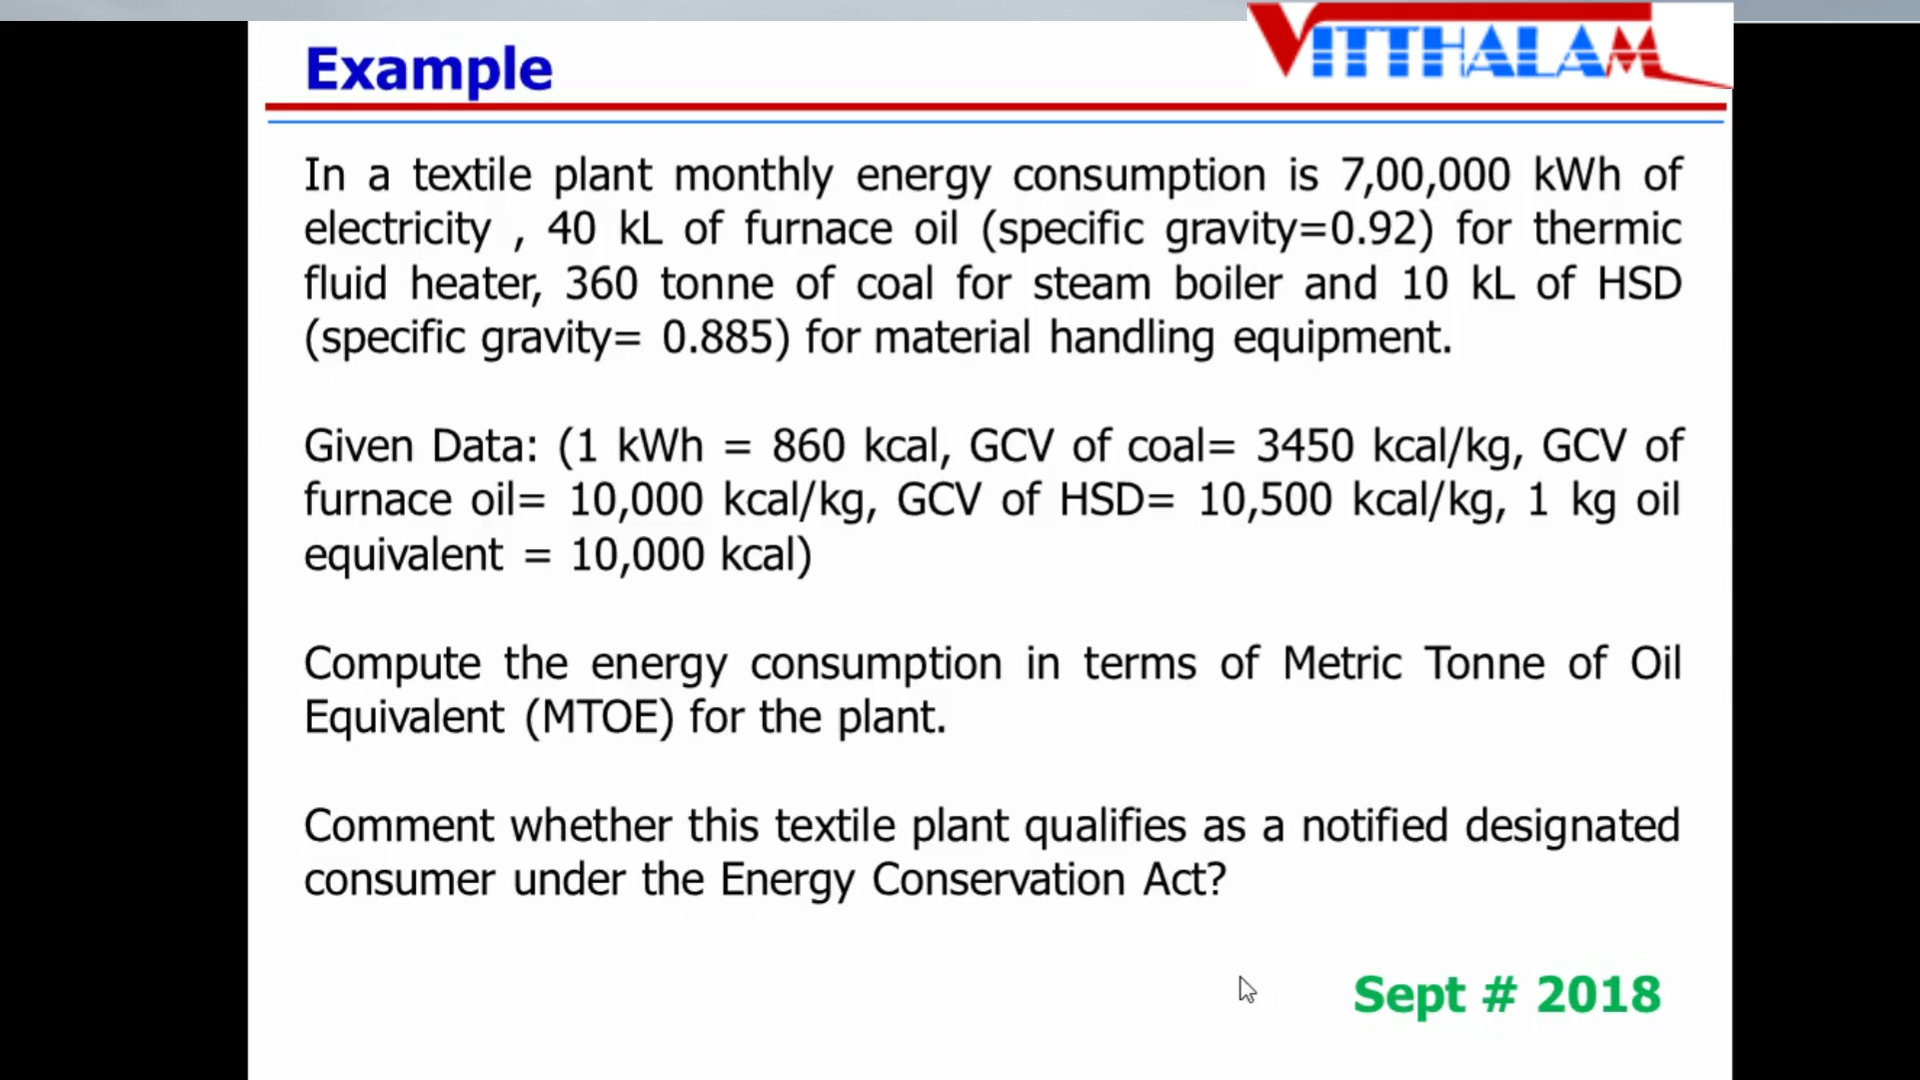 Example
VITTHALAM
In a textile plant monthly energy consumption is 7,00,000 kWh of
electricity , 40 kL of furnace oil (specific gravity=0.92) for thermic
fluid heater, 360 tonne of coal for steam boiler and 10 kL of HSD
(specific gravity= 0.885) for material handling equipment.
Given Data: (1 kWh = 860 kcal, GCV of coal= 3450 kcal/kg, GCV of
furnace oil= 10,000 kcal/kg, GCV of HSD= 10,500 kcal/kg, 1 kg oil
equivalent = 10,000 kcal)
Compute the energy consumption in terms of Metric Tonne of Oil
Equivalent (MTOE) for the plant.
Comment whether this textile plant qualifies as a notified designated
consumer under the Energy Conservation Act?
Sept # 2018